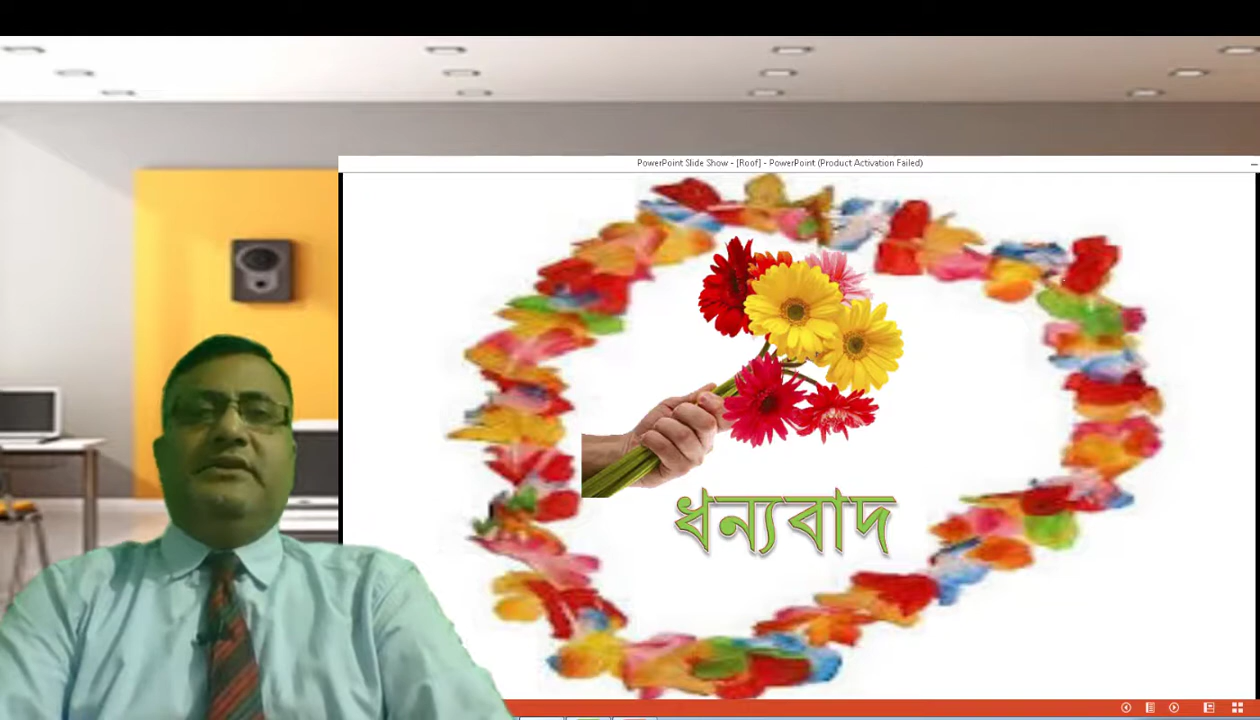 PowerPoint Slide Show - [Roof] - PowerPoint (Product Activation Failed)
ধন্যবাদ